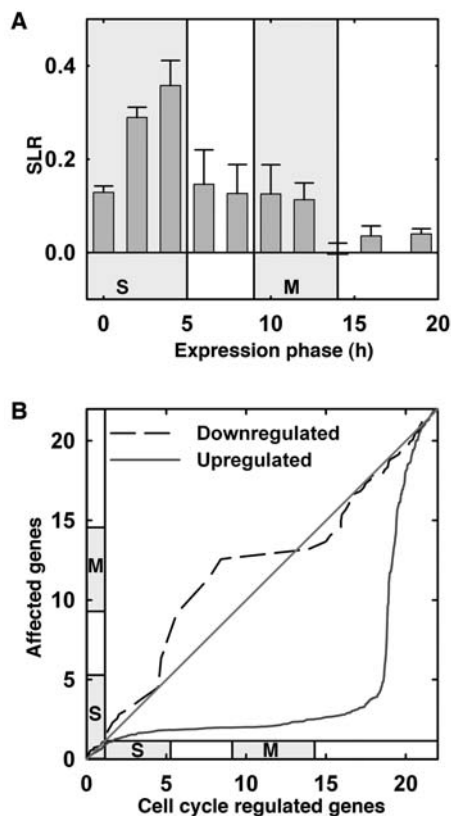 A
SLR
0.4
0.2
0.0
S
M
0
5
10
15
20
Expression phase (h)
B
Affected genes
20
15
10
5
0
M
S
Downregulated
Upregulated
S
M
0
5
10
15
20
Cell cycle regulated genes